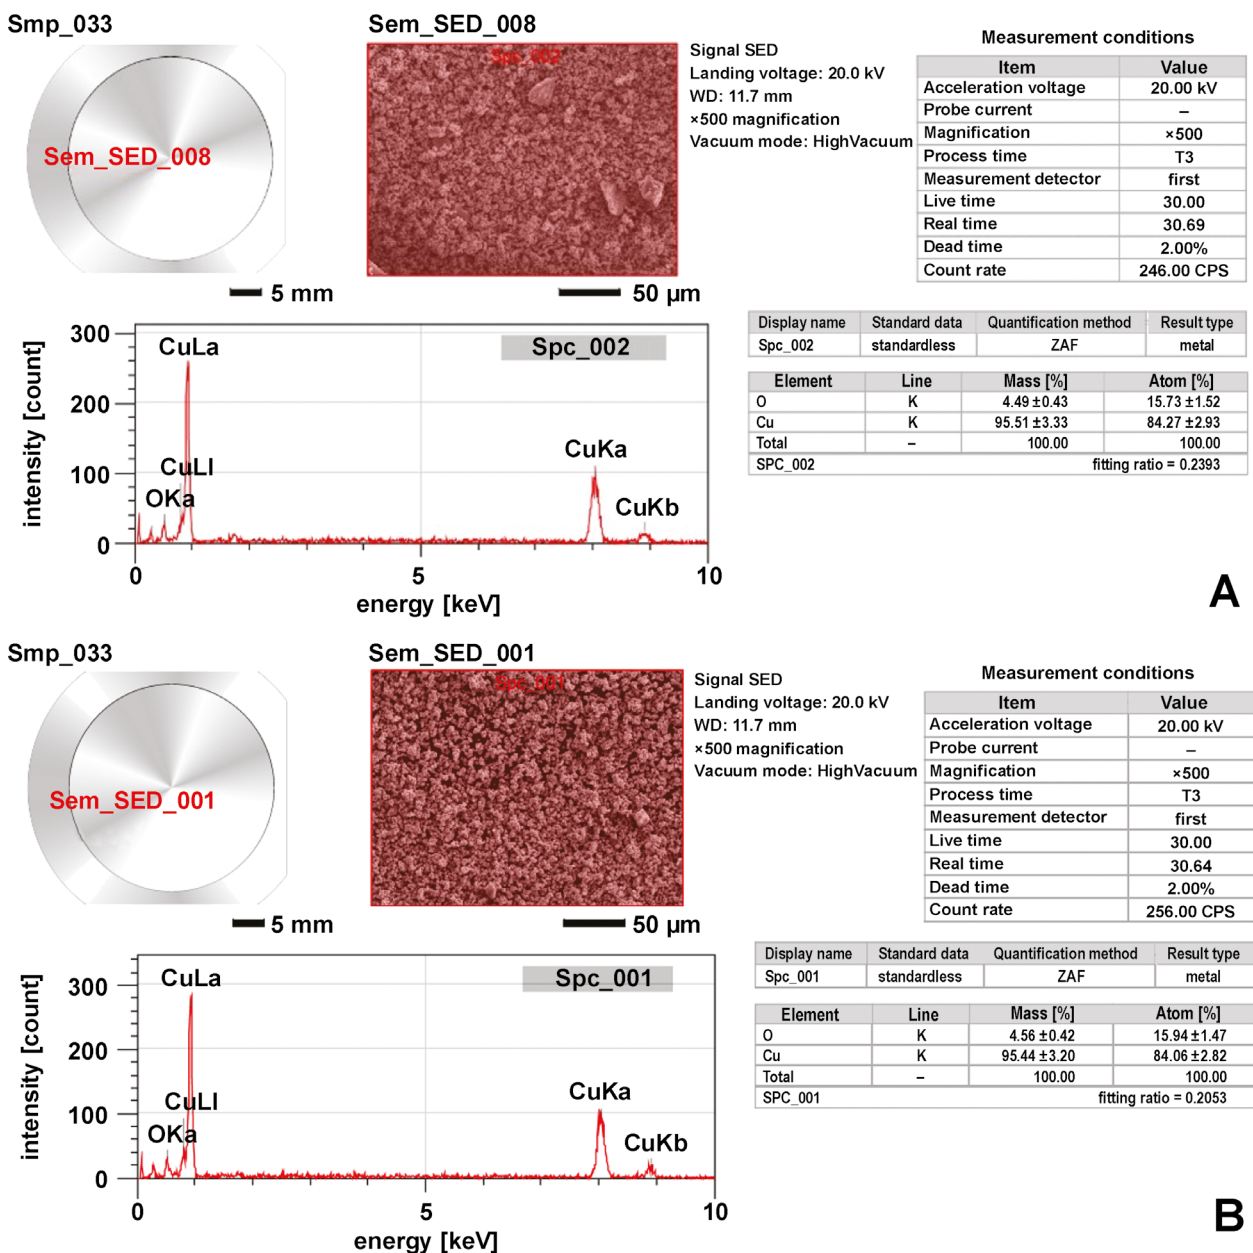 Smp_033
Sem_SED_008
Sem_SED_008
5 mm
Spc_002
50 µm
Signal SED
Landing voltage: 20.0 kV
WD: 11.7 mm
×500 magnification
Vacuum mode: HighVacuum
Measurement conditions
Item Value
Acceleration voltage 20.00 kV
Probe current –
Magnification ×500
Process time T3
Measurement detector first
Live time 30.00
Real time 30.69
Dead time 2.00%
Count rate 246.00 CPS
intensity [count]
300
200
100
0
CuLa
CuLl
OKa
Spc_002
CuKa
CuKb
0 5 10
energy [keV]
Display name Standard data Quantification method Result type
Spc_002 standardless ZAF metal
Element Line Mass [%] Atom [%]
O K 4.49 ±0.43 15.73 ±1.52
Cu K 95.51 ±3.33 84.27 ±2.93
Total – 100.00 100.00
SPC_002 fitting ratio = 0.2393
A
Smp_033
Sem_SED_001
Sem_SED_001
5 mm
Spc_001
50 µm
Signal SED
Landing voltage: 20.0 kV
WD: 11.7 mm
×500 magnification
Vacuum mode: HighVacuum
Measurement conditions
Item Value
Acceleration voltage 20.00 kV
Probe current –
Magnification ×500
Process time T3
Measurement detector first
Live time 30.00
Real time 30.64
Dead time 2.00%
Count rate 256.00 CPS
intensity [count]
300
200
100
0
CuLa
CuLl
OKa
Spc_001
CuKa
CuKb
0 5 10
energy [keV]
Display name Standard data Quantification method Result type
Spc_001 standardless ZAF metal
Element Line Mass [%] Atom [%]
O K 4.56 ±0.42 15.94 ±1.47
Cu K 95.44 ±3.20 84.06 ±2.82
Total – 100.00 100.00
SPC_001 fitting ratio = 0.2053
B